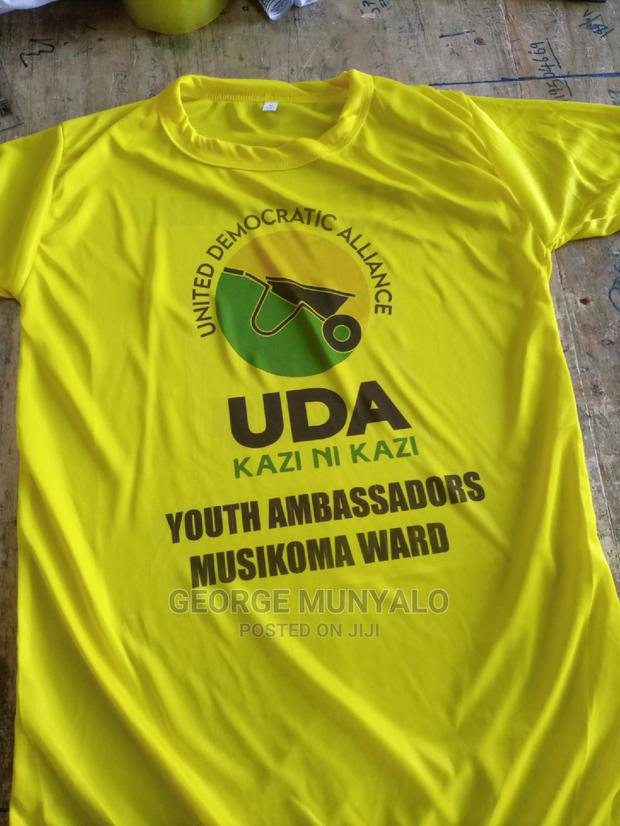 UNITED DEMOCRATIC ALLIANCE
UDA
KAZI NI KAZI
YOUTH AMBASSADORS
MUSIKOMA WARD
GEORGE MUNYALO
POSTED ON JIJI